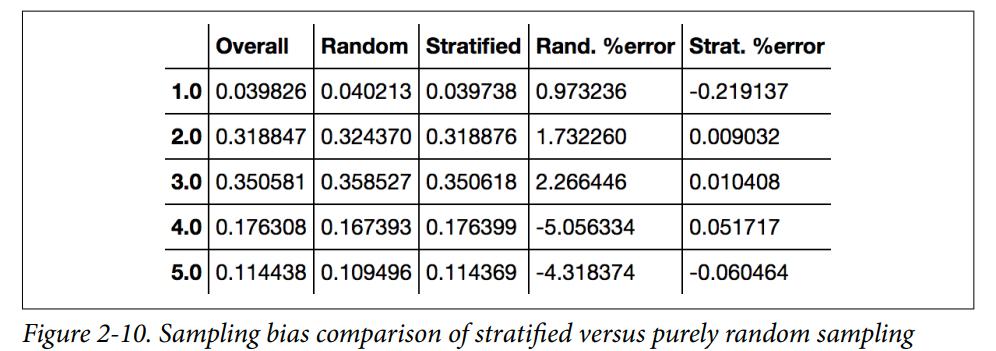 Overall Random Stratified Rand. %error Strat. %error
1.0 0.039826 0.040213 0.039738 0.973236 -0.219137
2.0 0.318847 0.324370 0.318876 1.732260 0.009032
3.0 0.350581 0.358527 0.350618 2.266446 0.010408
4.0 0.176308 0.167393 0.176399 -5.056334 0.051717
5.0 0.114438 0.109496 0.114369 -4.318374 -0.060464
Figure 2-10. Sampling bias comparison of stratified versus purely random sampling